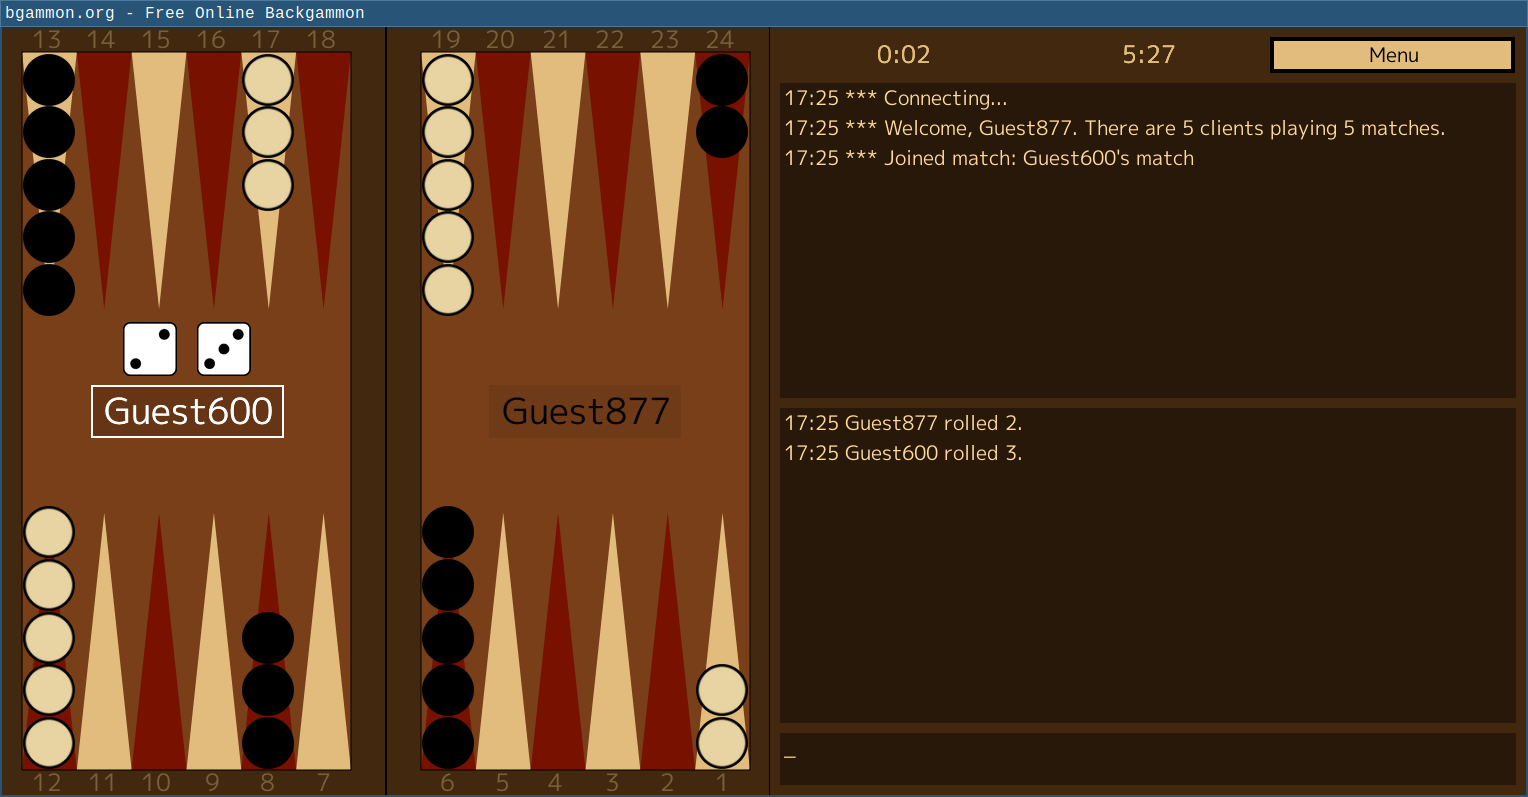 bgammon.org - Free Online Backgammon
13 14 15 16 17 18 19 20 21 22 23 24
0:02 5:27 Menu
17:25 *** Connecting...
17:25 *** Welcome, Guest877. There are 5 clients playing 5 matches.
17:25 *** Joined match: Guest600's match
Guest600 Guest877
17:25 Guest877 rolled 2.
17:25 Guest600 rolled 3.
_
12 11 10 9 8 7 6 5 4 3 2 1